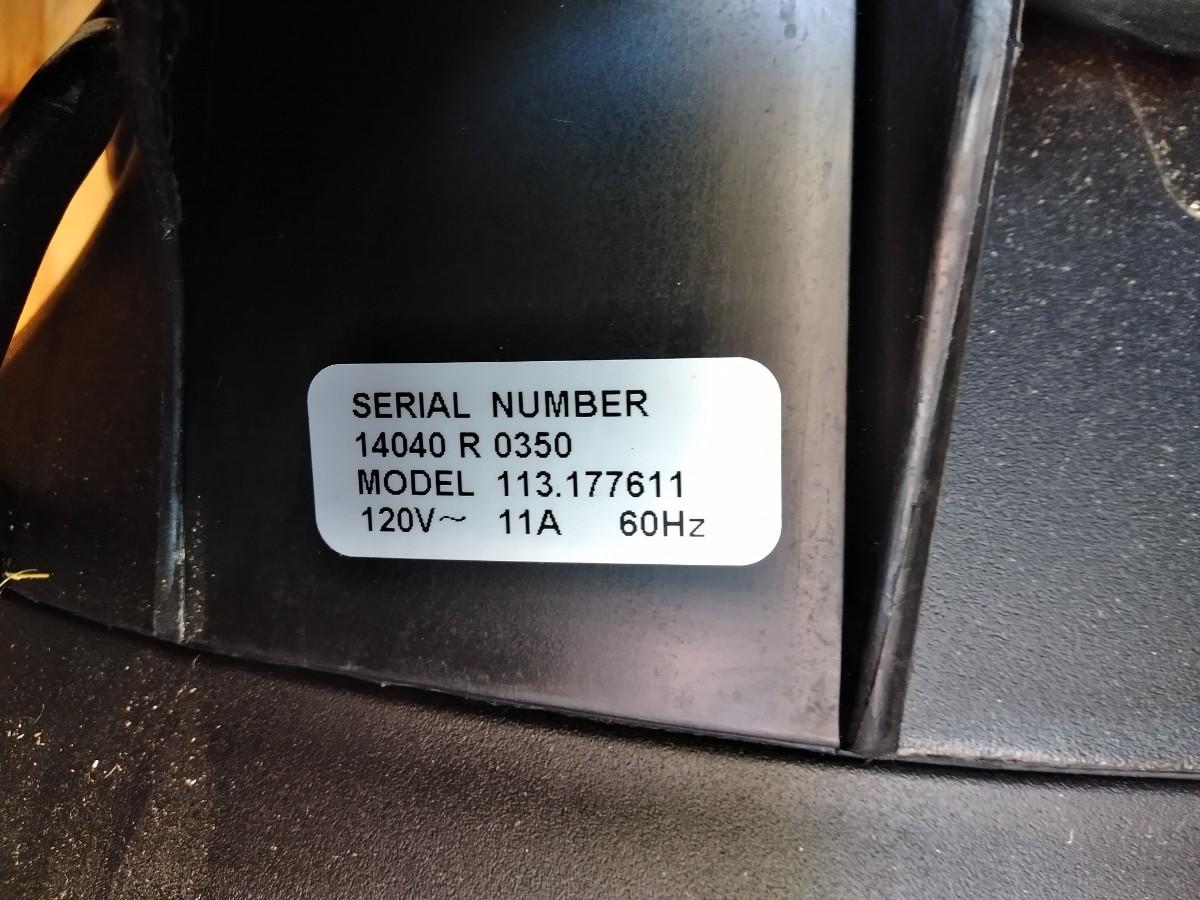 SERIAL NUMBER
14040 R 0350
MODEL 113.177611
120V~ 11A 60Hz